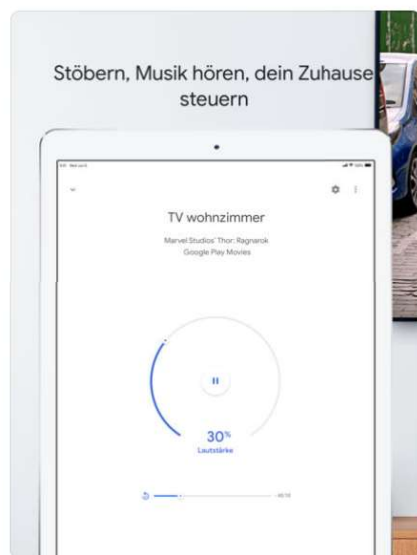 Stöbern, Musik hören, dein Zuhause
steuern
TV wohnzimmer
Marvel Studios' Thor: Ragnarok
Google Play Movies
30%
Lautstärke